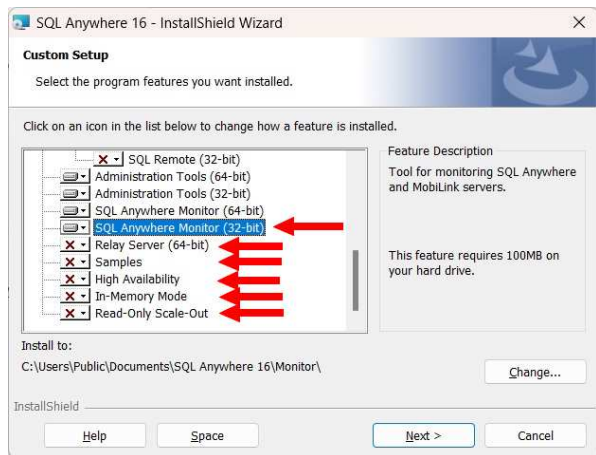 SQL Anywhere 16 - InstallShield Wizard
Custom Setup
Select the program features you want installed.
Click on an icon in the list below to change how a feature is installed.
SQL Remote (32-bit)
Administration Tools (64-bit)
Administration Tools (32-bit)
SQL Anywhere Monitor (64-bit)
SQL Anywhere Monitor (32-bit)
Relay Server (64-bit)
Samples
High Availability
In-Memory Mode
Read-Only Scale-Out
Feature Description
Tool for monitoring SQL Anywhere
and MobiLink servers.
This feature requires 100MB on
your hard drive.
Install to:
C:\Users\Public\Documents\SQL Anywhere 16\Monitor\
Change...
InstallShield
Help
Space
Next >
Cancel